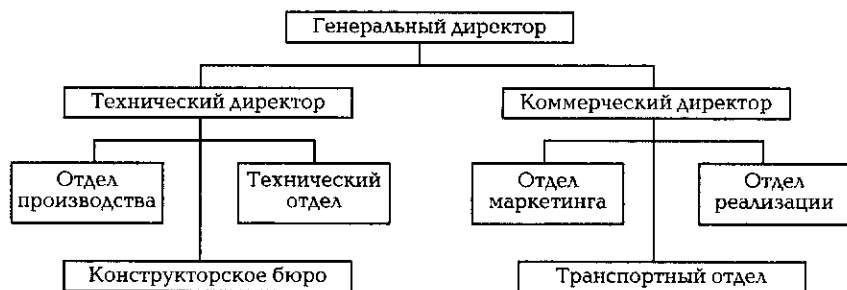 Генеральный директор
Технический директор
Коммерческий директор
Отдел
производства
Технический
отдел
Отдел
маркетинга
Отдел
реализации
Конструкторское бюро
Транспортный отдел